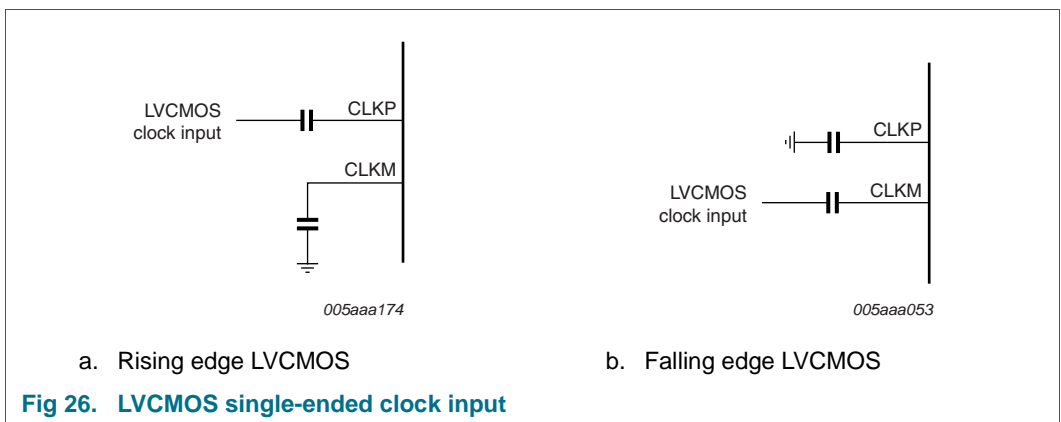 LVCMOS
clock input
CLKP
CLKM
005aaa174
a. Rising edge LVCMOS
CLKP
LVCMOS
clock input
CLKM
005aaa053
b. Falling edge LVCMOS
Fig 26. LVCMOS single-ended clock input